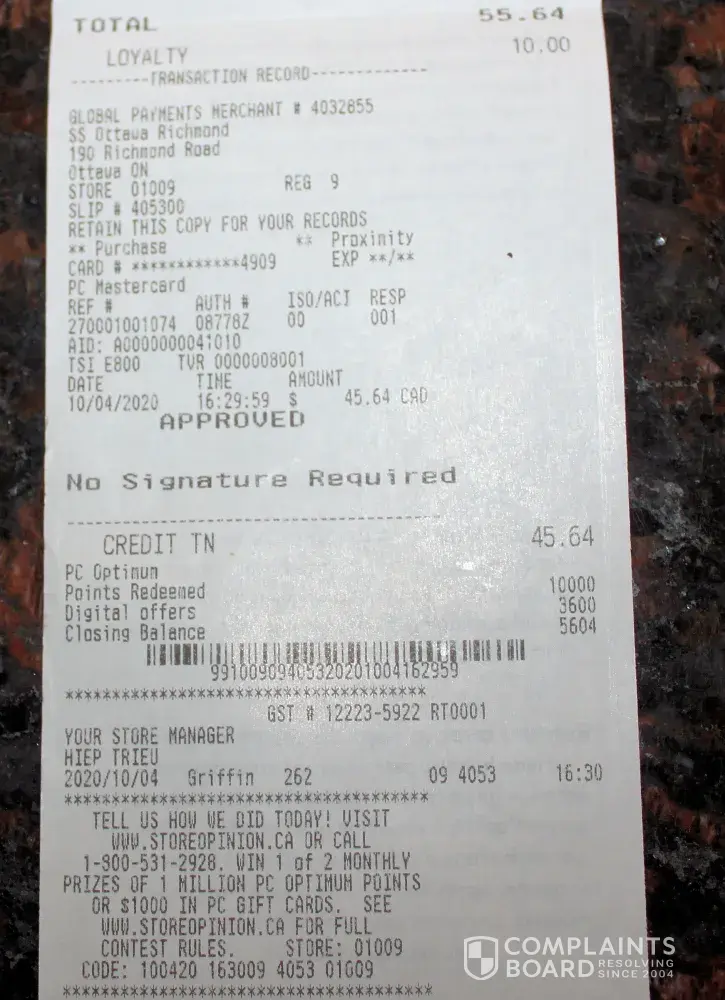 TOTAL 55.64
LOYALTY 10.00
---------TRANSACTION RECORD------------
GLOBAL PAYMENTS MERCHANT # 4032855
SS Ottawa Richmond
190 Richmond Road
Ottawa ON
STORE 01009 REG 9
SLIP # 405300
RETAIN THIS COPY FOR YOUR RECORDS
** Purchase ** Proximity
CARD # ************4909 EXP **/**
PC Mastercard
REF # AUTH # ISO/ACI RESP
270001001074 08778Z 00 001
AID: A0000000041010
TSI E800 TVR 0000008001
DATE TIME AMOUNT
10/04/2020 16:29:59 $ 45.64 CAD
APPROVED
No Signature Required
----------------------------------------
CREDIT TN 45.64
PC Optimum
Points Redeemed 10000
Digital offers 3600
Closing Balance 5604
99100909405320201004162959
****************************************
GST # 12223-5922 RT0001
YOUR STORE MANAGER
HIEP TRIEU
2020/10/04 Griffin 262 09 4053 16:30
****************************************
TELL US HOW WE DID TODAY! VISIT
WWW.STOREOPINION.CA OR CALL
1-800-531-2928. WIN 1 of 2 MONTHLY
PRIZES OF 1 MILLION PC OPTIMUM POINTS
OR $1000 IN PC GIFT CARDS. SEE
WWW.STOREOPINION.CA FOR FULL
CONTEST RULES. STORE: 01009
CODE: 100420 163009 4053 01009
****************************************
COMPLAINTS
BOARD RESOLVING SINCE 2004